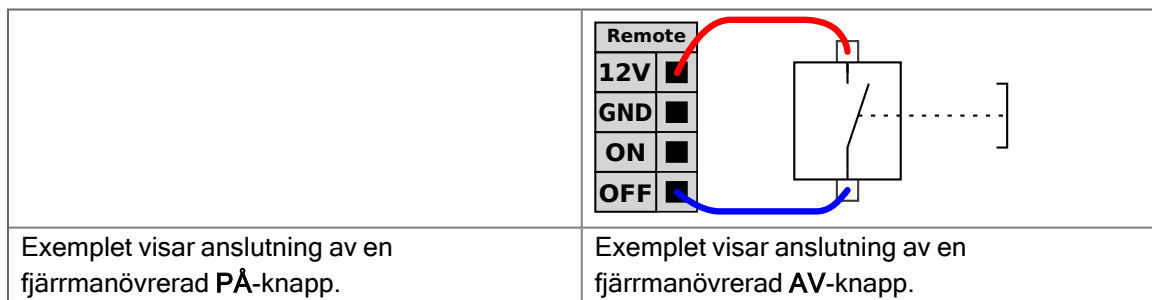 Remote
12V
GND
ON
OFF
Exemplet visar anslutning av en
fjärrmanövrerad PÅ-knapp.
Exemplet visar anslutning av en
fjärrmanövrerad AV-knapp.